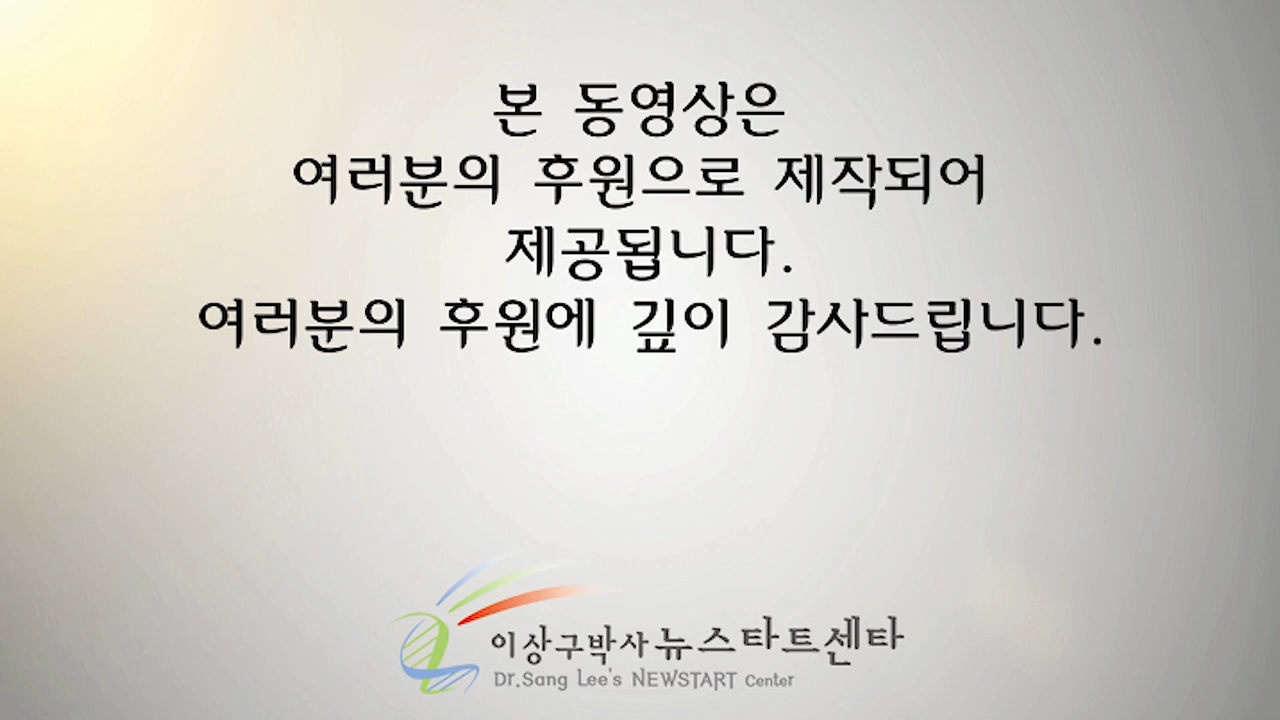 본 동영상은
여러분의 후원으로 제작되어
제공됩니다.
여러분의 후원에 깊이 감사드립니다.
이상구박사 뉴스타트센타
Dr.Sang Lee's NEWSTART Center